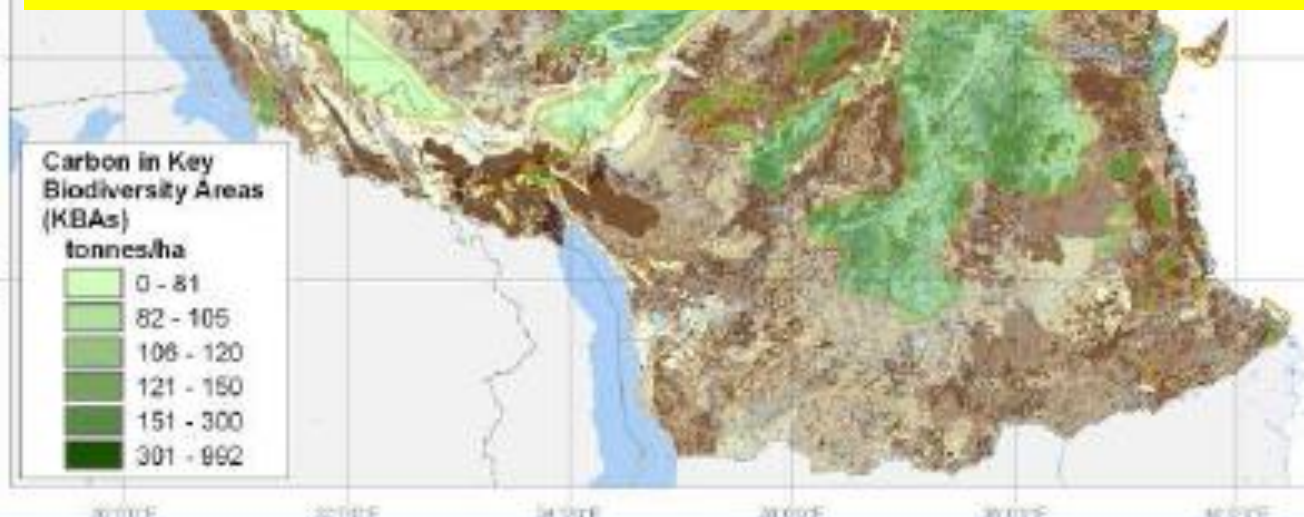 Carbon in Key
Biodiversity Areas
(KBAs)
tonnes/ha
0 - 81
82 - 105
106 - 120
121 - 150
151 - 300
301 - 992